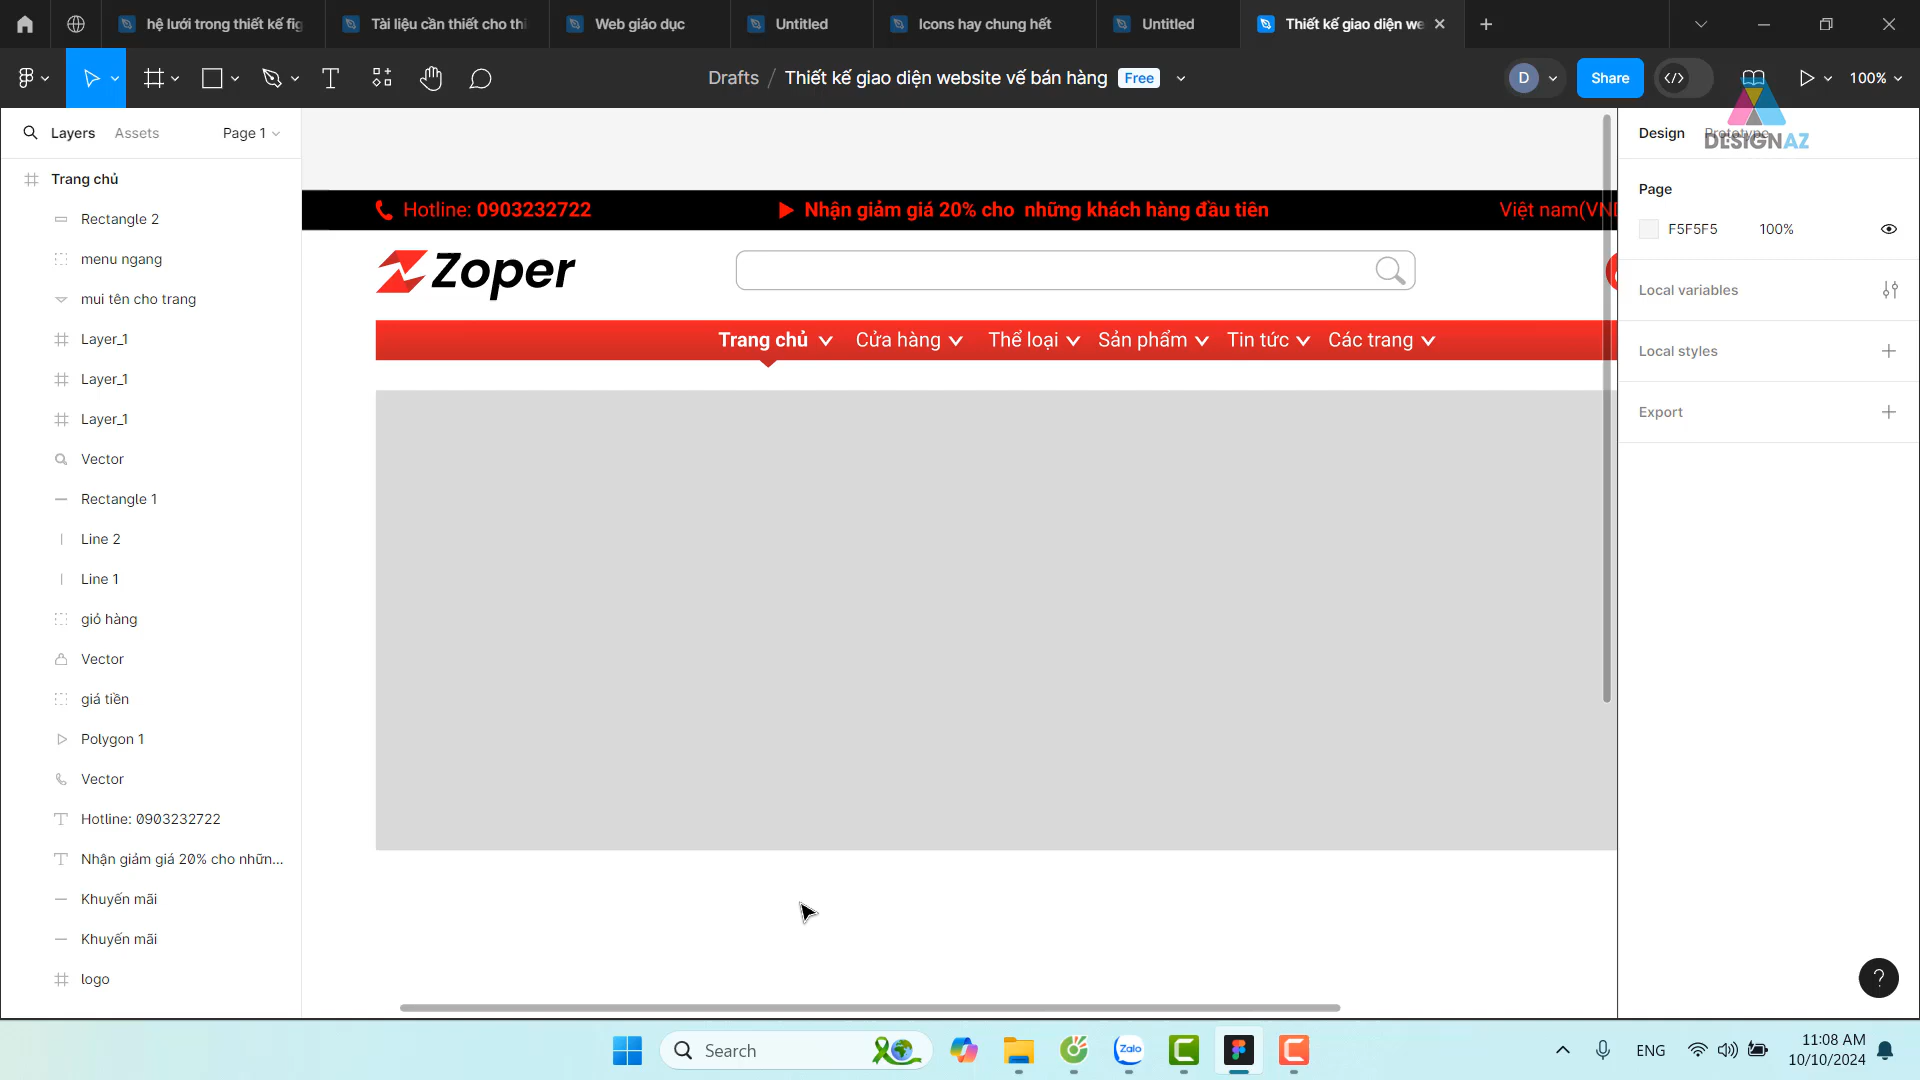 hệ lưới trong thiết kế fig
Tài liệu cần thiết cho thi
Web giáo dục
Untitled
Icons hay chung hết
Untitled
Thiết kế giao diện we
Drafts / Thiết kế giao diện website vế bán hàng
Free
D
Share
100%
Layers
Assets
Page 1
Design
Prototype
DESIGNAZ
Trang chủ
Rectangle 2
menu ngang
mui tên cho trang
Layer_1
Layer_1
Layer_1
Vector
Rectangle 1
Line 2
Line 1
giỏ hàng
Vector
giá tiền
Polygon 1
Vector
Hotline: 0903232722
Nhận giảm giá 20% cho nhữn...
Khuyến mãi
Khuyến mãi
logo
Hotline: 0903232722
Nhận giảm giá 20% cho những khách hàng đầu tiên
Việt nam(VNĐ
Zoper
Trang chủ
Cửa hàng
Thể loại
Sản phẩm
Tin tức
Các trang
Page
F5F5F5
100%
Local variables
Local styles
Export
?
Search
Zalo
ENG
11:08 AM
10/10/2024